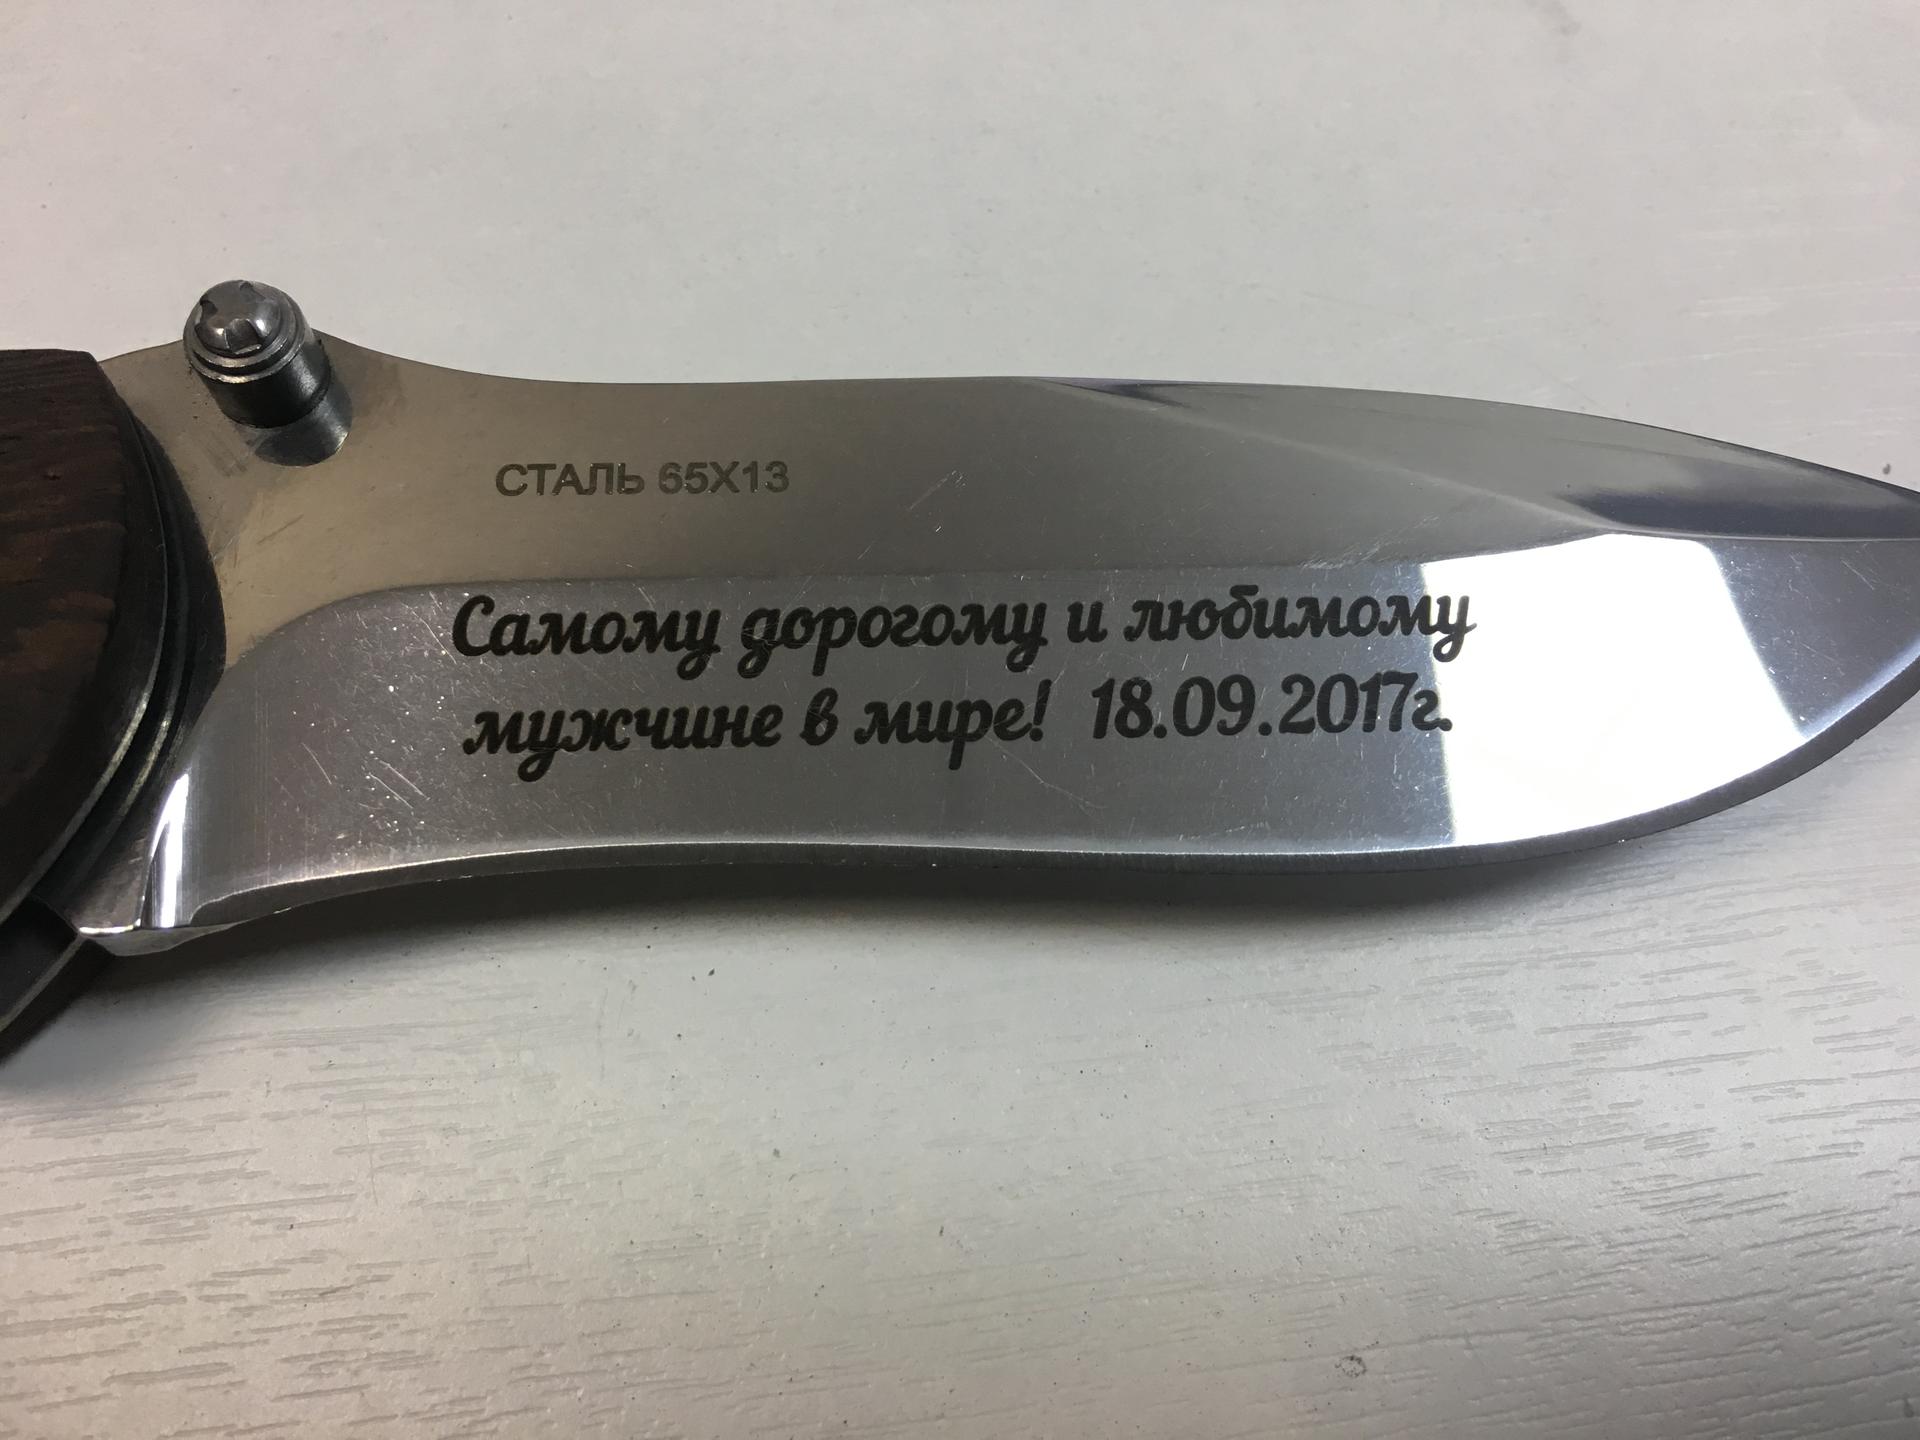 СТАЛЬ 65Х13
Самому дорогому и любимому
мужчине в мире! 18.09.2017г.